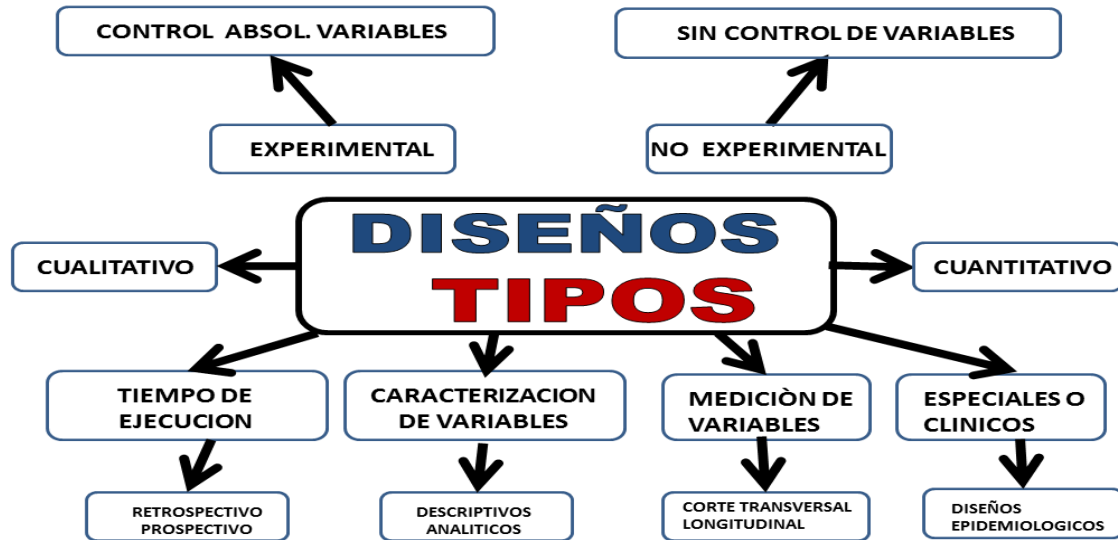 CONTROL ABSOL. VARIABLES
SIN CONTROL DE VARIABLES
EXPERIMENTAL
NO EXPERIMENTAL
DISEÑOS
TIPOS
CUALITATIVO
CUANTITATIVO
TIEMPO DE
EJECUCION
CARACTERIZACION
DE VARIABLES
MEDICIÒN DE
VARIABLES
ESPECIALES O
CLINICOS
RETROSPECTIVO
PROSPECTIVO
DESCRIPTIVOS
ANALITICOS
CORTE TRANSVERSAL
LONGITUDINAL
DISEÑOS
EPIDEMIOLOGICOS